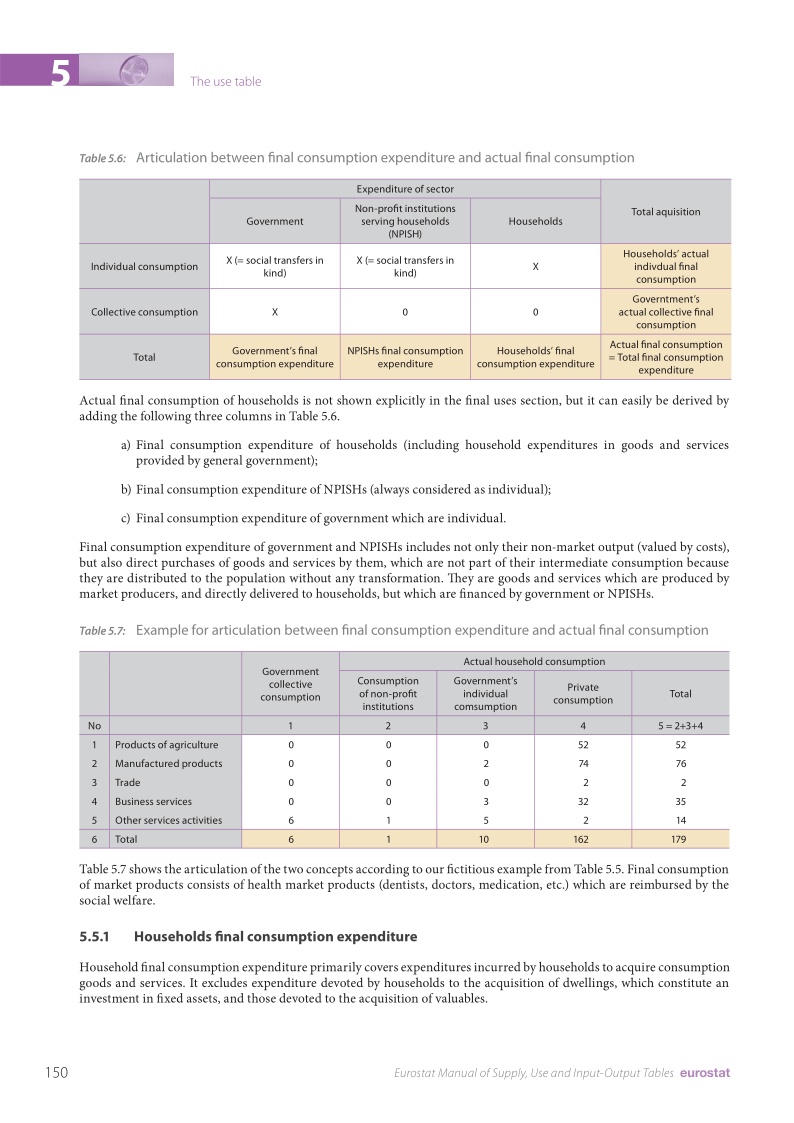 5
The use table
Table 5.6: Articulation between final consumption expenditure and actual final consumption
Expenditure of sector
Government
Non-profit institutions
serving households
(NPISH)
Households
Total aquisition
Individual consumption
X (= social transfers in
kind)
X (= social transfers in
kind)
X
Households’ actual
indivdual final
consumption
Collective consumption
X
0
0
Governtment’s
actual collective final
consumption
Total
Government’s final
consumption expenditure
NPISHs final consumption
expenditure
Households’ final
consumption expenditure
Actual final consumption
= Total final consumption
expenditure
Actual final consumption of households is not shown explicitly in the final uses section, but it can easily be derived by
adding the following three columns in Table 5.6.
a) Final consumption expenditure of households (including household expenditures in goods and services
provided by general government);
b) Final consumption expenditure of NPISHs (always considered as individual);
c) Final consumption expenditure of government which are individual.
Final consumption expenditure of government and NPISHs includes not only their non-market output (valued by costs),
but also direct purchases of goods and services by them, which are not part of their intermediate consumption because
they are distributed to the population without any transformation. They are goods and services which are produced by
market producers, and directly delivered to households, but which are financed by government or NPISHs.
Table 5.7: Example for articulation between final consumption expenditure and actual final consumption
Government
collective
consumption
Actual household consumption
Consumption
of non-profit
institutions
Government’s
individual
comsumption
Private
consumption
Total
No 1 2 3 4 5 = 2+3+4
1 Products of agriculture 0 0 0 52 52
2 Manufactured products 0 0 2 74 76
3 Trade 0 0 0 2 2
4 Business services 0 0 3 32 35
5 Other services activities 6 1 5 2 14
6 Total 6 1 10 162 179
Table 5.7 shows the articulation of the two concepts according to our fictitious example from Table 5.5. Final consumption
of market products consists of health market products (dentists, doctors, medication, etc.) which are reimbursed by the
social welfare.
5.5.1 Households final consumption expenditure
Household final consumption expenditure primarily covers expenditures incurred by households to acquire consumption
goods and services. It excludes expenditure devoted by households to the acquisition of dwellings, which constitute an
investment in fixed assets, and those devoted to the acquisition of valuables.
150
Eurostat Manual of Supply, Use and Input-Output Tables eurostat